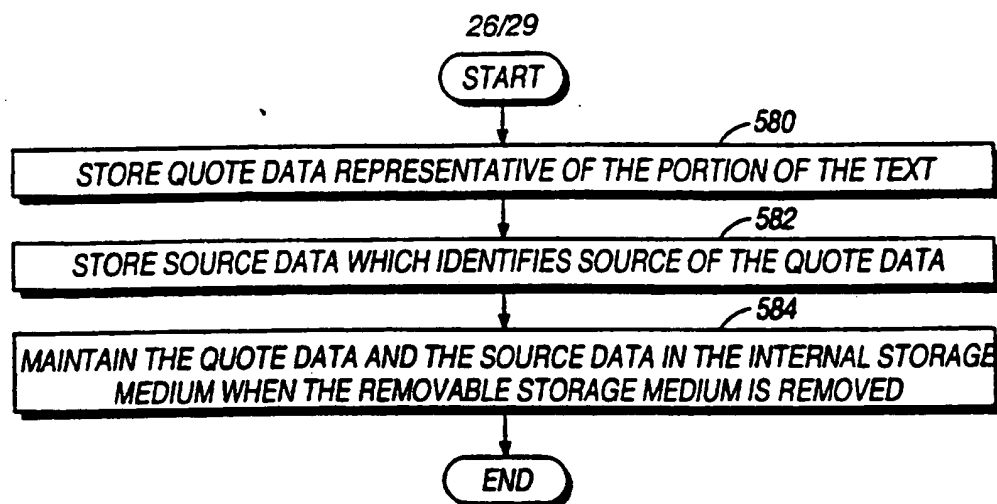 26/29
START
580
STORE QUOTE DATA REPRESENTATIVE OF THE PORTION OF THE TEXT
582
STORE SOURCE DATA WHICH IDENTIFIES SOURCE OF THE QUOTE DATA
584
MAINTAIN THE QUOTE DATA AND THE SOURCE DATA IN THE INTERNAL STORAGE
MEDIUM WHEN THE REMOVABLE STORAGE MEDIUM IS REMOVED
END